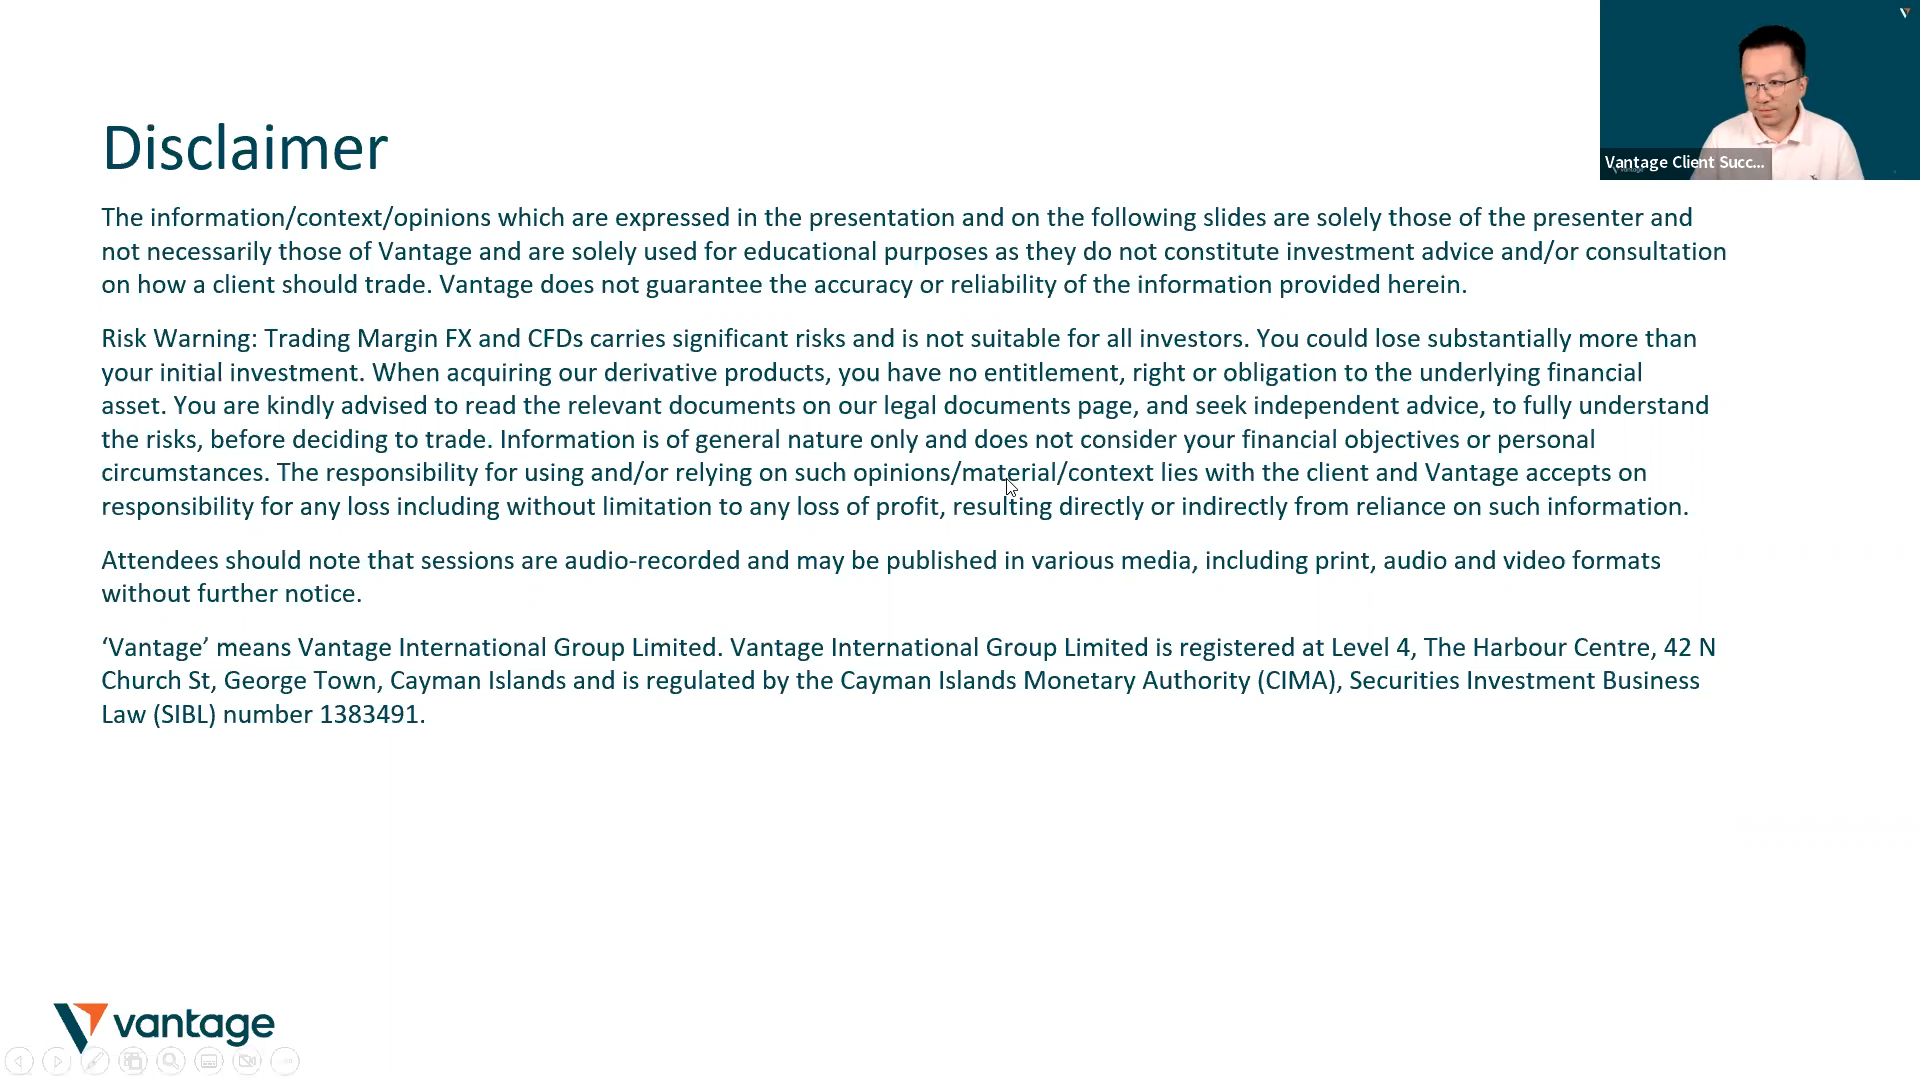 Disclaimer
Vantage Client Succ...
The information/context/opinions which are expressed in the presentation and on the following slides are solely those of the presenter and
not necessarily those of Vantage and are solely used for educational purposes as they do not constitute investment advice and/or consultation
on how a client should trade. Vantage does not guarantee the accuracy or reliability of the information provided herein.
Risk Warning: Trading Margin FX and CFDs carries significant risks and is not suitable for all investors. You could lose substantially more than
your initial investment. When acquiring our derivative products, you have no entitlement, right or obligation to the underlying financial
asset. You are kindly advised to read the relevant documents on our legal documents page, and seek independent advice, to fully understand
the risks, before deciding to trade. Information is of general nature only and does not consider your financial objectives or personal
circumstances. The responsibility for using and/or relying on such opinions/material/context lies with the client and Vantage accepts on
responsibility for any loss including without limitation to any loss of profit, resulting directly or indirectly from reliance on such information.
Attendees should note that sessions are audio-recorded and may be published in various media, including print, audio and video formats
without further notice.
‘Vantage’ means Vantage International Group Limited. Vantage International Group Limited is registered at Level 4, The Harbour Centre, 42 N
Church St, George Town, Cayman Islands and is regulated by the Cayman Islands Monetary Authority (CIMA), Securities Investment Business
Law (SIBL) number 1383491.
vantage